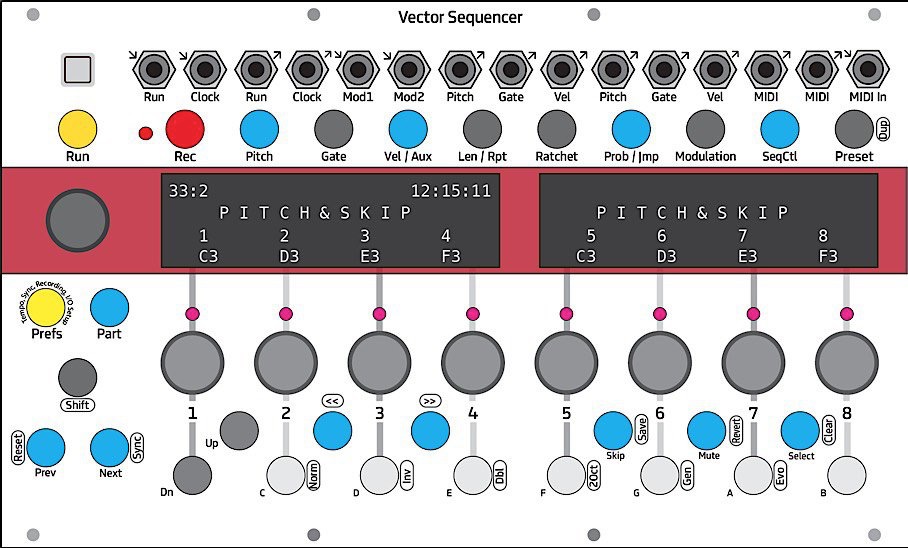 Vector Sequencer
Run Clock Run Clock Mod1 Mod2 Pitch Gate Vel Pitch Gate Vel MIDI MIDI MIDI In
Dup
Run Rec Pitch Gate Vel / Aux Len / Rpt Ratchet Prob / Jmp Modulation SeqCtl Preset
33:2 12:15:11
PITCH&SKIP PITCH&SKIP
1 2 3 4 5 6 7 8
C3 D3 E3 F3 C3 D3 E3 F3
Tempo, Sync, Recording, I/O Setup
Prefs Part
Shift
<< >>
1 2 3 4 5 6 7 8
Up
Save Revert Clear
Skip Mute Select
Reset Sync
Prev Next
Norm Inv Dbl 2Oct Gen Evo
Dn C D E F G A B